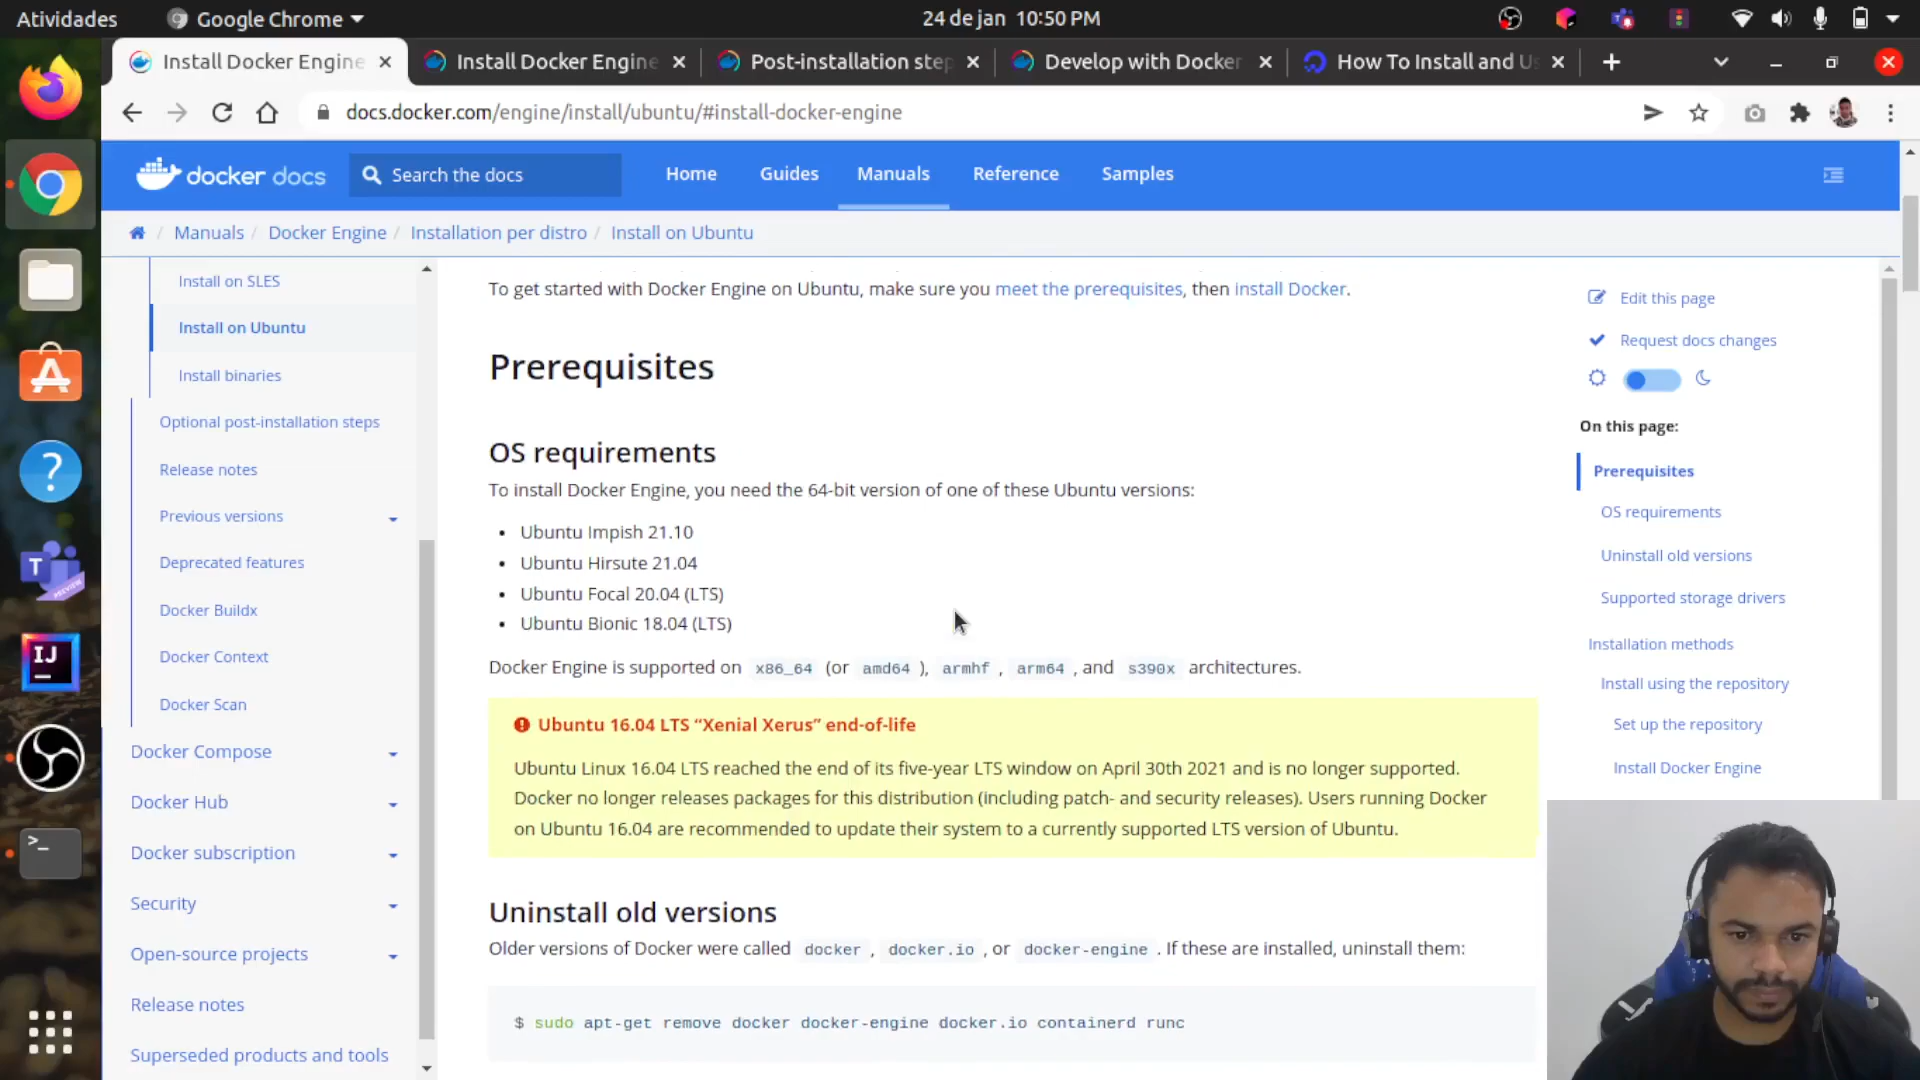 Atividades
Google Chrome
24 de jan 10:50 PM
Install Docker Engine
Install Docker Engine
Post-installation step
Develop with Docker
How To Install and Us
docs.docker.com/engine/install/ubuntu/#install-docker-engine
docker docs
Search the docs
Home
Guides
Manuals
Reference
Samples
/ Manuals / Docker Engine / Installation per distro / Install on Ubuntu
Install on SLES
Install on Ubuntu
Install binaries
Optional post-installation steps
Release notes
Previous versions
Deprecated features
Docker Buildx
Docker Context
Docker Scan
Docker Compose
Docker Hub
Docker subscription
Security
Open-source projects
Release notes
Superseded products and tools
To get started with Docker Engine on Ubuntu, make sure you meet the prerequisites, then install Docker.
Prerequisites
OS requirements
To install Docker Engine, you need the 64-bit version of one of these Ubuntu versions:
• Ubuntu Impish 21.10
• Ubuntu Hirsute 21.04
• Ubuntu Focal 20.04 (LTS)
• Ubuntu Bionic 18.04 (LTS)
Docker Engine is supported on x86_64 (or amd64 ), armhf , arm64 , and s390x architectures.
Ubuntu 16.04 LTS “Xenial Xerus” end-of-life
Ubuntu Linux 16.04 LTS reached the end of its five-year LTS window on April 30th 2021 and is no longer supported.
Docker no longer releases packages for this distribution (including patch- and security releases). Users running Docker
on Ubuntu 16.04 are recommended to update their system to a currently supported LTS version of Ubuntu.
Uninstall old versions
Older versions of Docker were called docker , docker.io , or docker-engine . If these are installed, uninstall them:
$ sudo apt-get remove docker docker-engine docker.io containerd runc
Edit this page
Request docs changes
On this page:
Prerequisites
OS requirements
Uninstall old versions
Supported storage drivers
Installation methods
Install using the repository
Set up the repository
Install Docker Engine
?
T
PREVIEW
IJ
>_